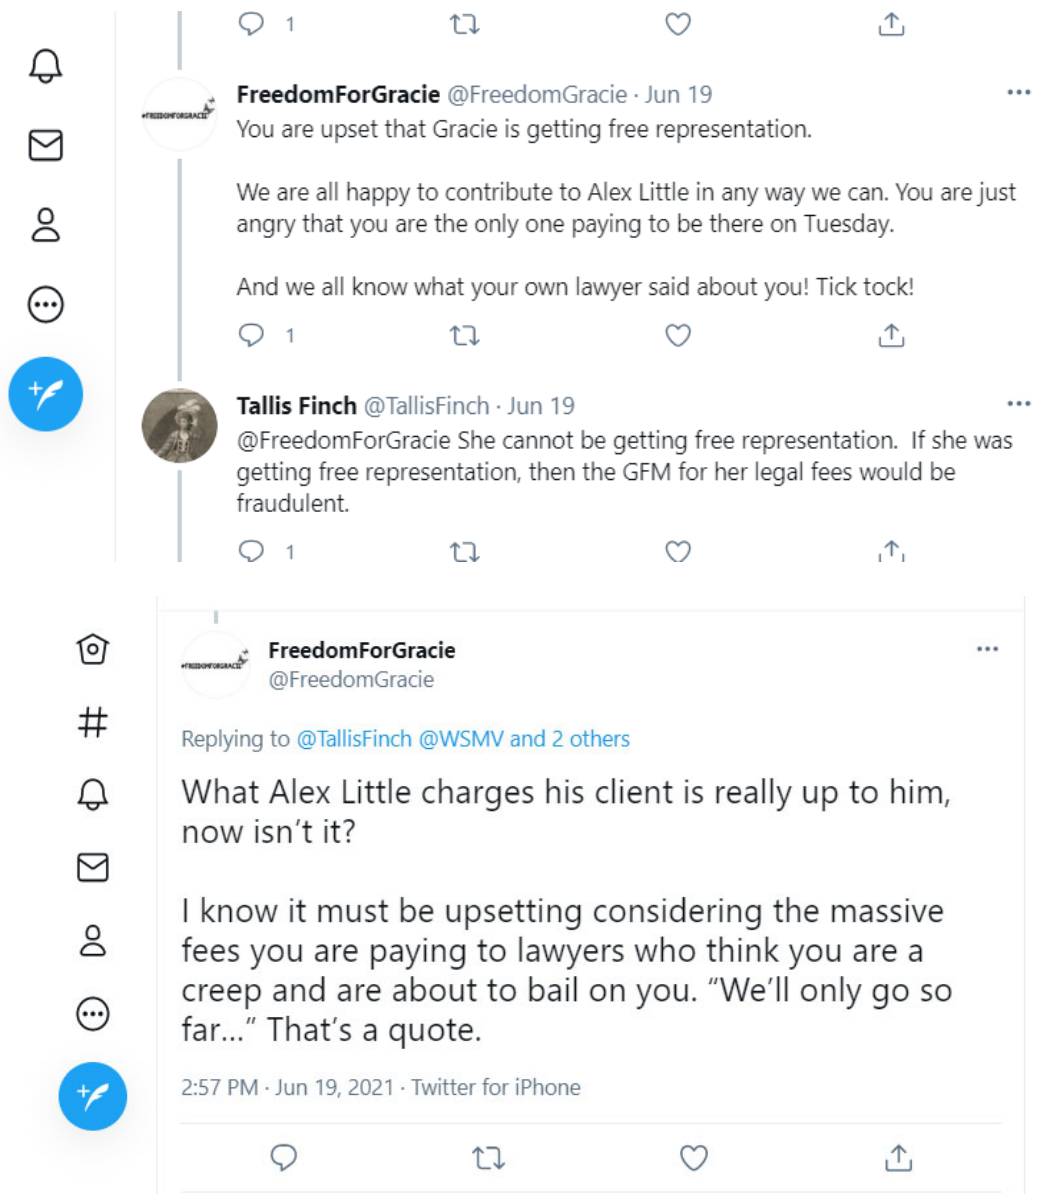 1
FreedomForGracie @FreedomGracie · Jun 19
#FREEDOMFORGRACIE
You are upset that Gracie is getting free representation.
We are all happy to contribute to Alex Little in any way we can. You are just
angry that you are the only one paying to be there on Tuesday.
And we all know what your own lawyer said about you! Tick tock!
1
Tallis Finch @TallisFinch · Jun 19
@FreedomForGracie She cannot be getting free representation.  If she was
getting free representation, then the GFM for her legal fees would be
fraudulent.
1
FreedomForGracie
#FREEDOMFORGRACIE
@FreedomGracie
Replying to @TallisFinch @WSMV and 2 others
What Alex Little charges his client is really up to him,
now isn’t it?
I know it must be upsetting considering the massive
fees you are paying to lawyers who think you are a
creep and are about to bail on you. “We’ll only go so
far...” That’s a quote.
2:57 PM · Jun 19, 2021 · Twitter for iPhone